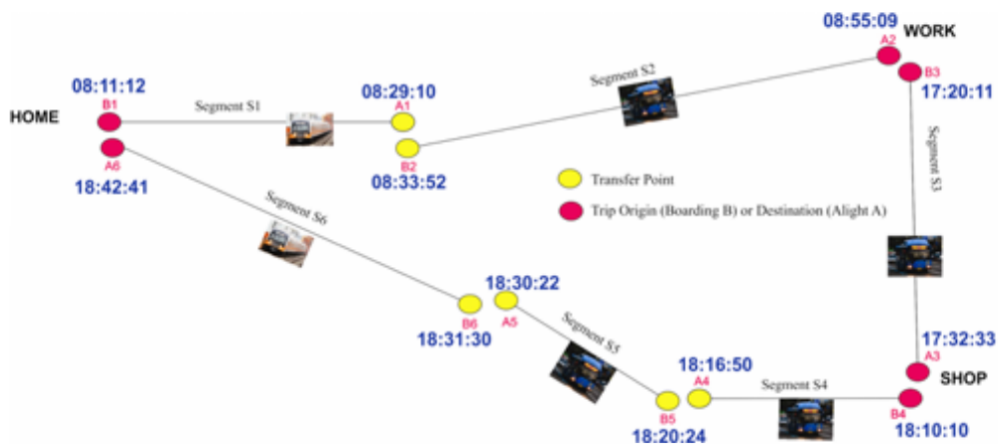 08:55:09
WORK
A2
B3
17:20:11
Segment S2
08:11:12
B1
Segment S1
08:29:10
A1
HOME
A6
18:42:41
B2
08:33:52
Transfer Point
Trip Origin (Boarding B) or Destination (Alight A)
Segment S3
Segment S6
18:30:22
B6
A5
18:31:30
Segment S5
17:32:33
A3
SHOP
18:16:50
A4
Segment S4
B4
18:10:10
B5
18:20:24